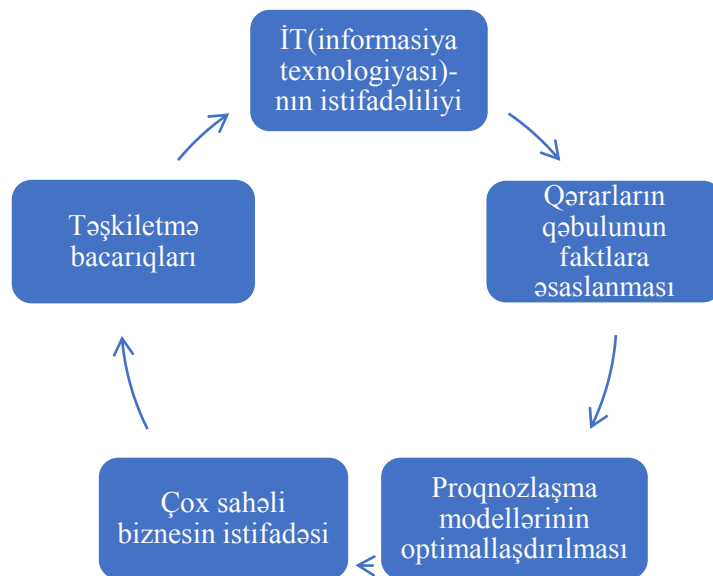 İT(informasiya
texnologiyası)-
nın istifadəliliyi
Qərarların
qəbulunun
faktlara
əsaslanması
Proqnozlaşma
modellərinin
optimallaşdırılması
Çox sahəli
biznesin istifadəsi
Təşkiletmə
bacarıqları